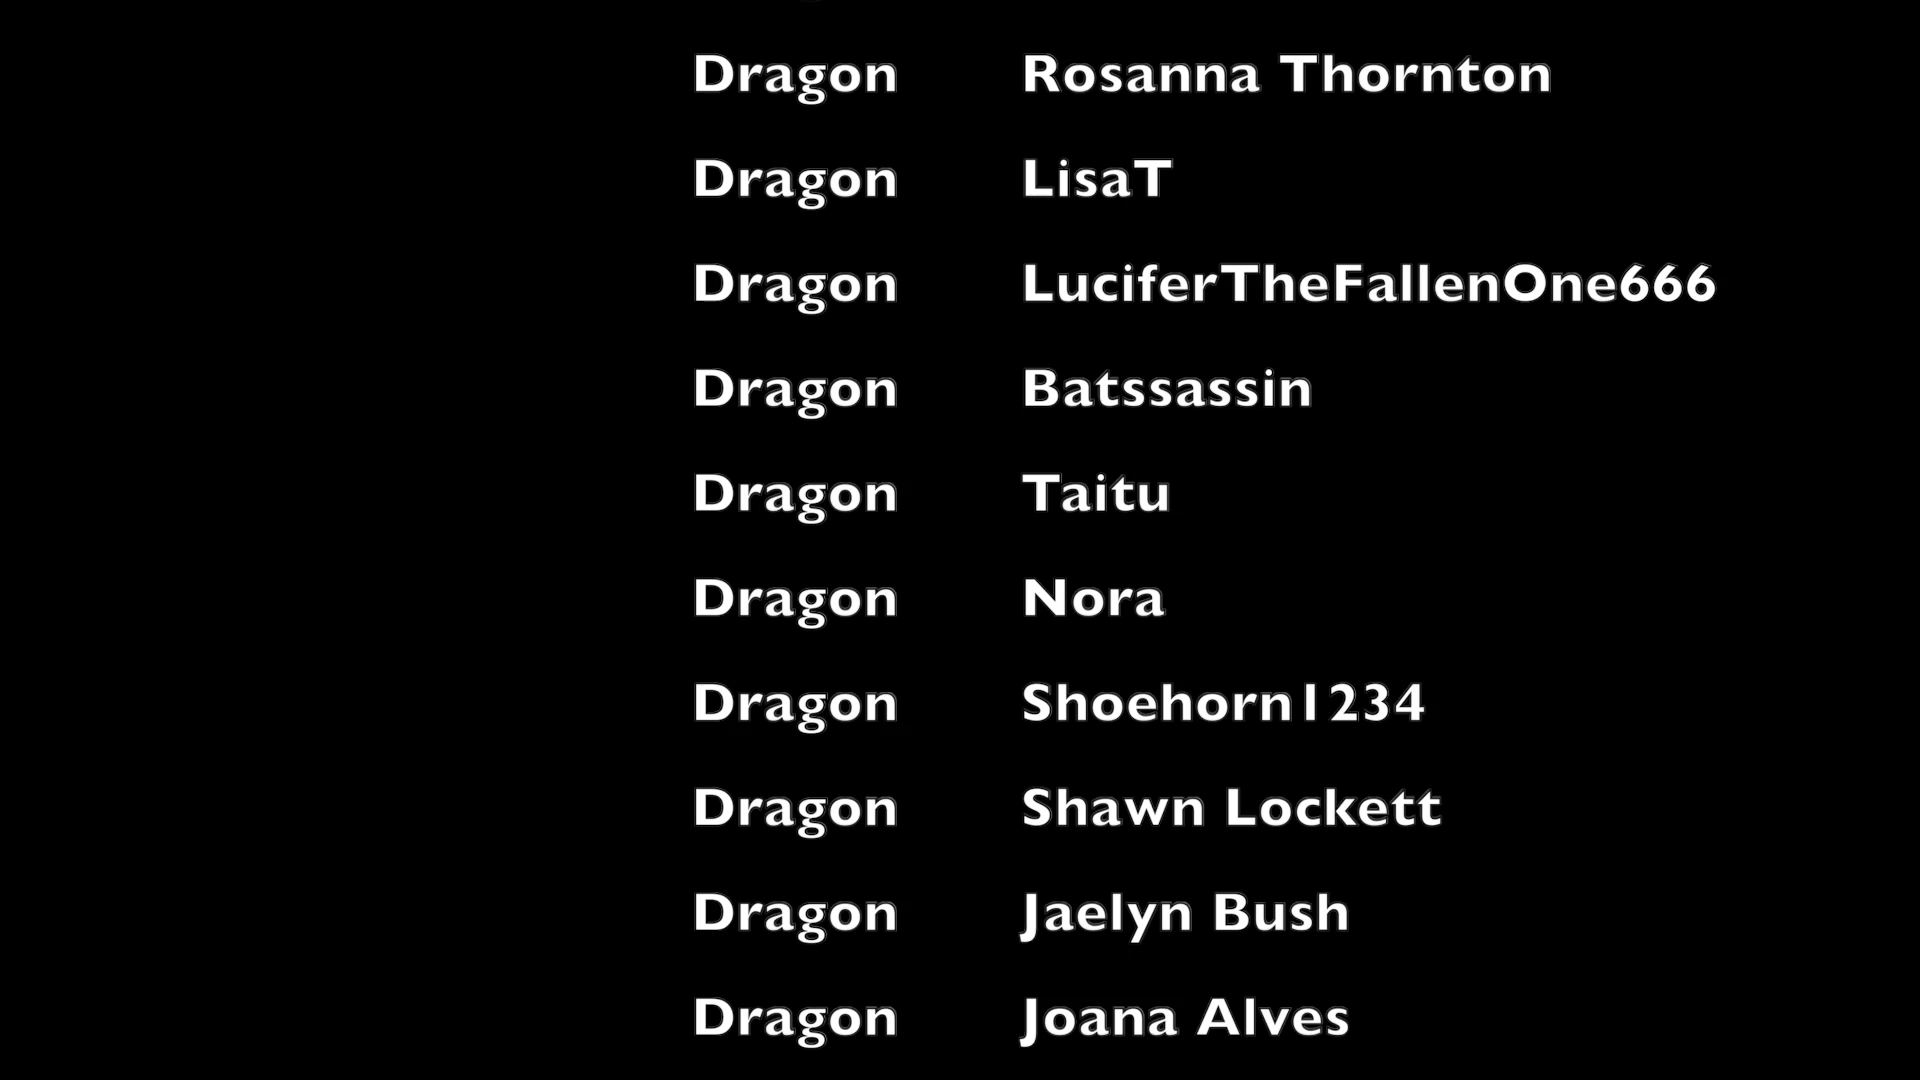 Dragon Rosanna Thornton
Dragon LisaT
Dragon LuciferTheFallenOne666
Dragon Batssassin
Dragon Taitu
Dragon Nora
Dragon Shoehorn1234
Dragon Shawn Lockett
Dragon Jaelyn Bush
Dragon Joana Alves